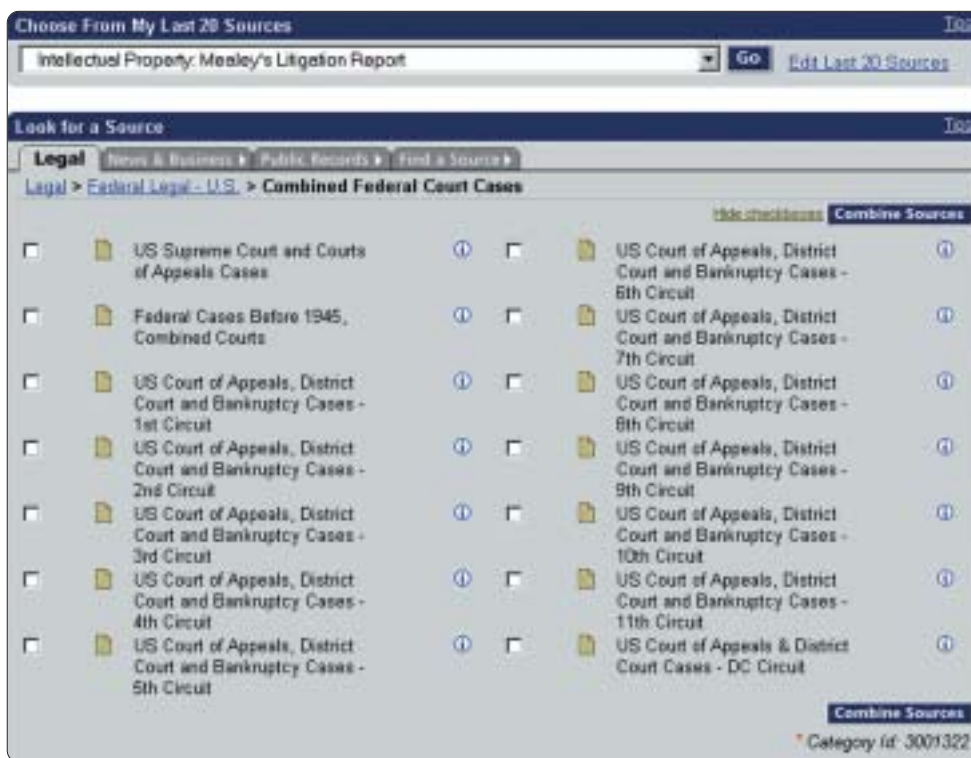 Choose From My Last 20 Sources
Tips
Intellectual Property: Mealey's Litigation Report
Go
Edit Last 20 Sources
Look for a Source
Tips
Legal
News & Business
Public Records
Find a Source
Legal > Federal Legal - U.S. > Combined Federal Court Cases
Hide checkboxes
Combine Sources
US Supreme Court and Courts
of Appeals Cases
Federal Cases Before 1945,
Combined Courts
US Court of Appeals, District
Court and Bankruptcy Cases -
1st Circuit
US Court of Appeals, District
Court and Bankruptcy Cases -
2nd Circuit
US Court of Appeals, District
Court and Bankruptcy Cases -
3rd Circuit
US Court of Appeals, District
Court and Bankruptcy Cases -
4th Circuit
US Court of Appeals, District
Court and Bankruptcy Cases -
5th Circuit
US Court of Appeals, District
Court and Bankruptcy Cases -
6th Circuit
US Court of Appeals, District
Court and Bankruptcy Cases -
7th Circuit
US Court of Appeals, District
Court and Bankruptcy Cases -
8th Circuit
US Court of Appeals, District
Court and Bankruptcy Cases -
9th Circuit
US Court of Appeals, District
Court and Bankruptcy Cases -
10th Circuit
US Court of Appeals, District
Court and Bankruptcy Cases -
11th Circuit
US Court of Appeals & District
Court Cases - DC Circuit
Combine Sources
* Category Id: 3001322